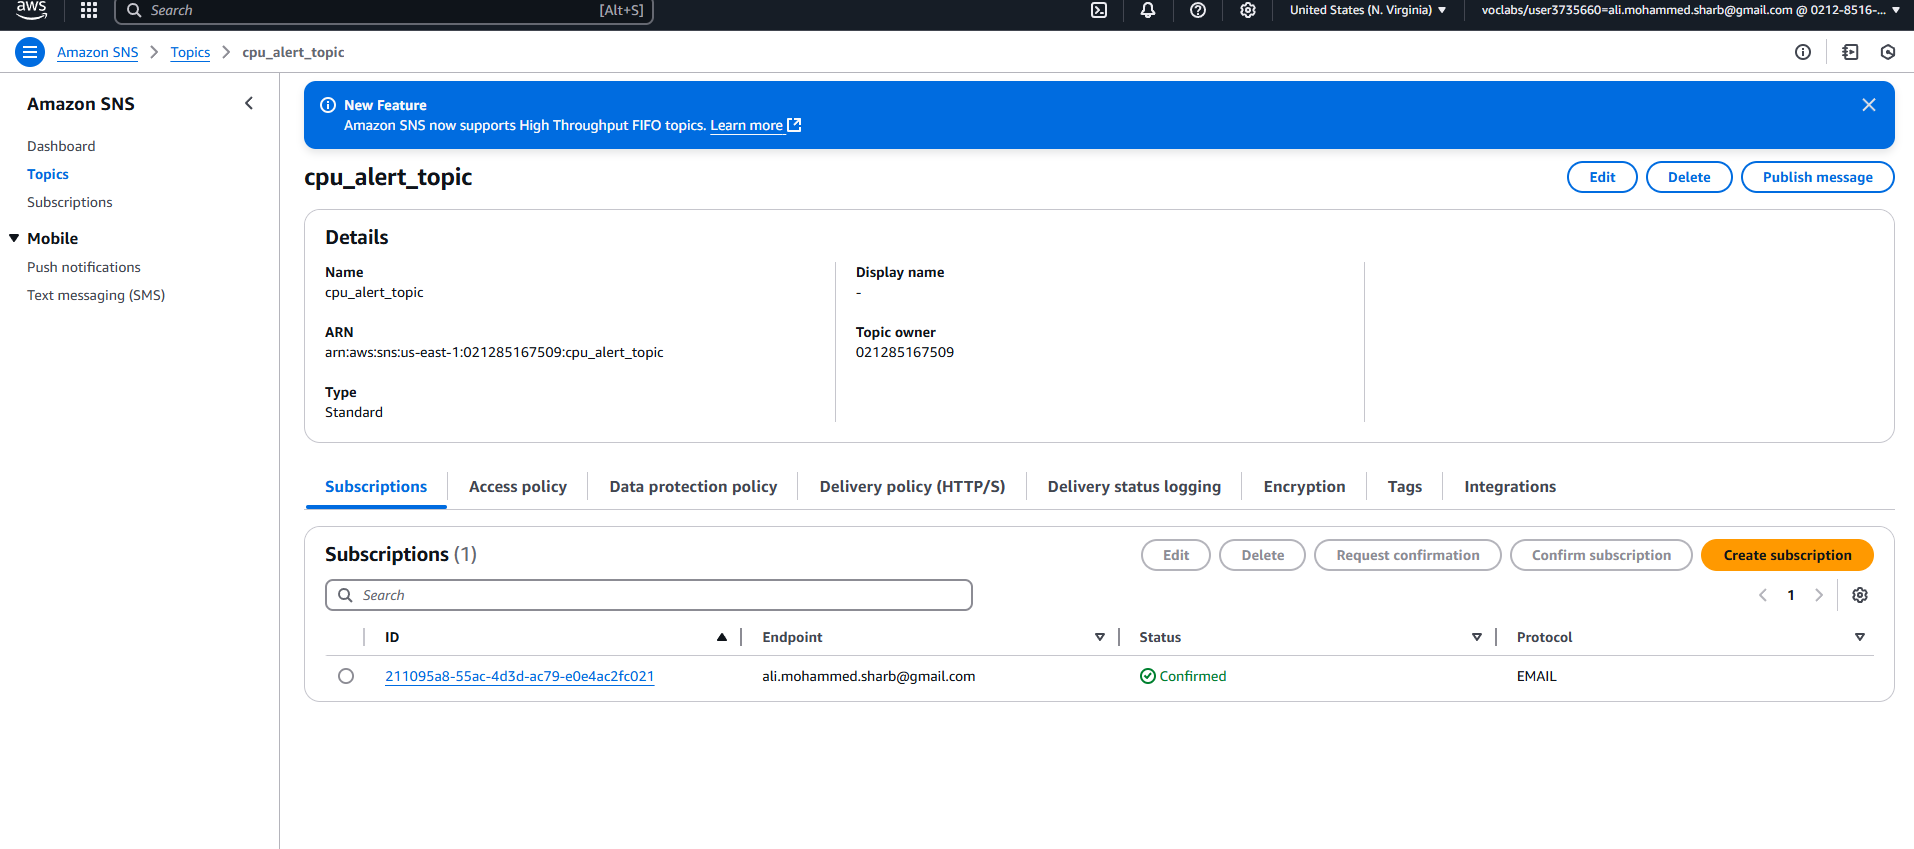 aws
Search [Alt+S]
United States (N. Virginia)
voclabs/user3735660=ali.mohammed.sharb@gmail.com @ 0212-8516-...
Amazon SNS
Topics
cpu_alert_topic
Amazon SNS
Dashboard
Topics
Subscriptions
Mobile
Push notifications
Text messaging (SMS)
New Feature
Amazon SNS now supports High Throughput FIFO topics. Learn more
cpu_alert_topic
Edit
Delete
Publish message
Details
Name
cpu_alert_topic
ARN
arn:aws:sns:us-east-1:021285167509:cpu_alert_topic
Type
Standard
Display name
-
Topic owner
021285167509
Subscriptions
Access policy
Data protection policy
Delivery policy (HTTP/S)
Delivery status logging
Encryption
Tags
Integrations
Subscriptions (1)
Edit
Delete
Request confirmation
Confirm subscription
Create subscription
Search
1
ID
Endpoint
Status
Protocol
211095a8-55ac-4d3d-ac79-e0e4ac2fc021
ali.mohammed.sharb@gmail.com
Confirmed
EMAIL